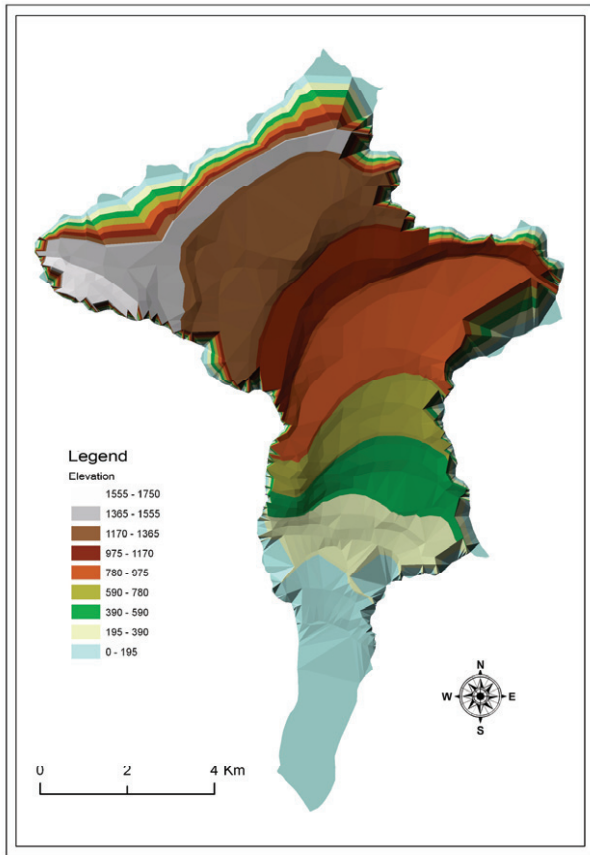 Legend
Elevation
1555 - 1750
1365 - 1555
1170 - 1365
975 - 1170
780 - 975
590 - 780
390 - 590
195 - 390
0 - 195
N
W E
S
0 2 4 Km